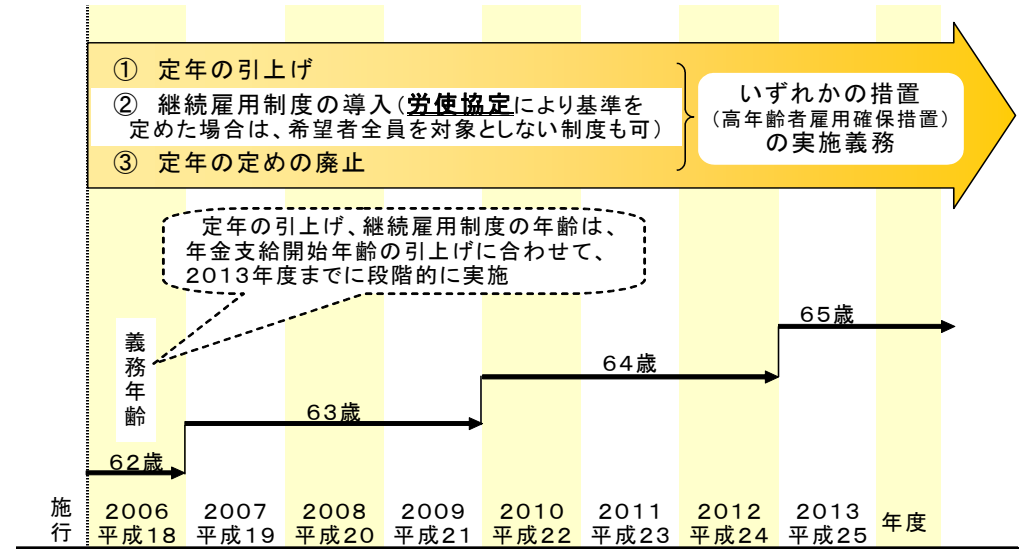 ① 定年の引上げ
② 継続雇用制度の導入(労使協定により基準を
定めた場合は、希望者全員を対象としない制度も可)
③ 定年の定めの廃止
いずれかの措置
(高年齢者雇用確保措置)
の実施義務
定年の引上げ、継続雇用制度の年齢は、
年金支給開始年齢の引上げに合わせて、
2013年度までに段階的に実施
義務年齢
62歳
63歳
64歳
65歳
施行
2006 2007 2008 2009 2010 2011 2012 2013 年度
平成18 平成19 平成20 平成21 平成22 平成23 平成24 平成25